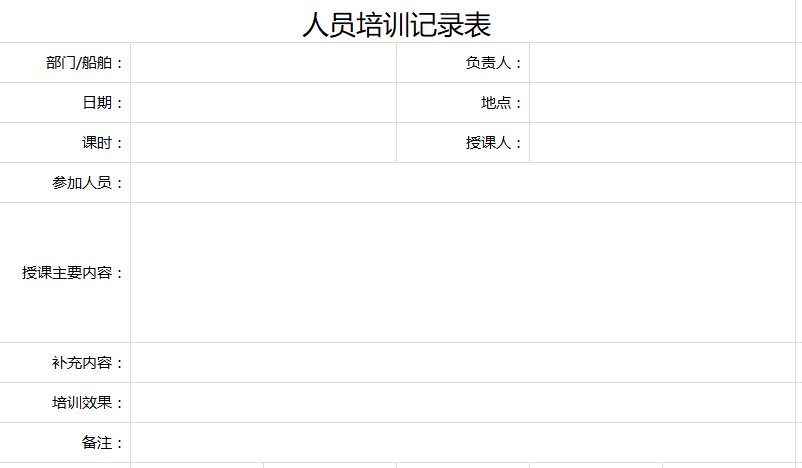 人员培训记录表
部门/船舶： 负责人：
日期： 地点：
课时： 授课人：
参加人员：
授课主要内容：
补充内容：
培训效果：
备注：